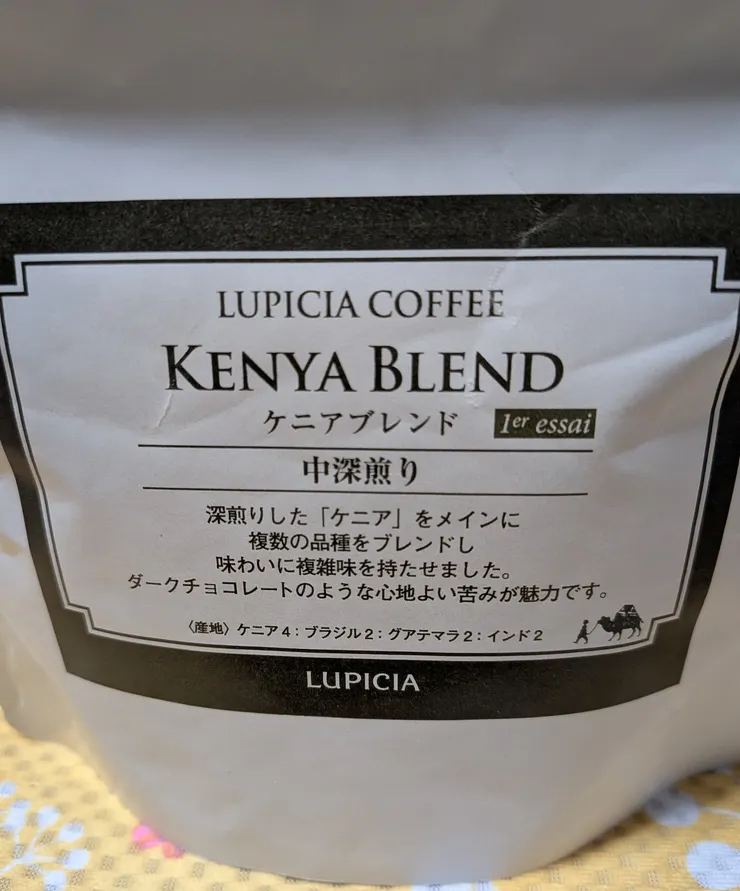 LUPICIA COFFEE
KENYA BLEND
ケニアブレンド 1er essai
中深煎り
深煎りした「ケニア」をメインに
複数の品種をブレンドし
味わいに複雑味を持たせました。
ダークチョコレートのような心地よい苦みが魅力です。
〈産地〉ケニア4：ブラジル2：グアテマラ2：インド2
LUPICIA